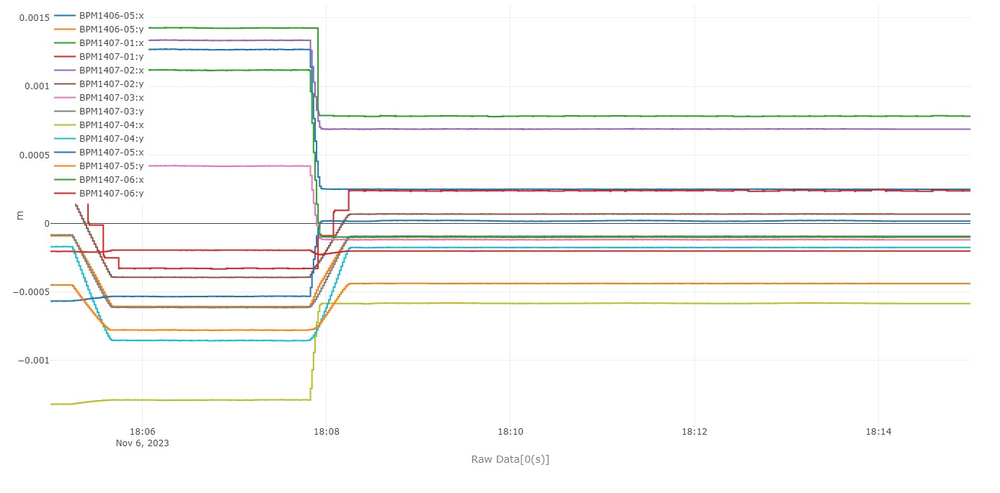 0.0015
0.001
0.0005
0
−0.0005
−0.001
m
BPM1406-05:x
BPM1406-05:y
BPM1407-01:x
BPM1407-01:y
BPM1407-02:x
BPM1407-02:y
BPM1407-03:x
BPM1407-03:y
BPM1407-04:x
BPM1407-04:y
BPM1407-05:x
BPM1407-05:y
BPM1407-06:x
BPM1407-06:y
18:06 18:08 18:10 18:12 18:14
Nov 6, 2023
Raw Data[0(s)]